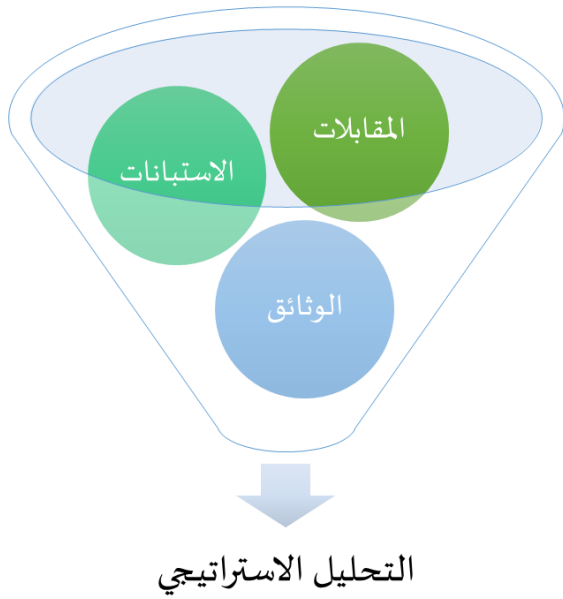 المقابلات
الاستبانات
الوثائق
التحليل الاستراتيجي